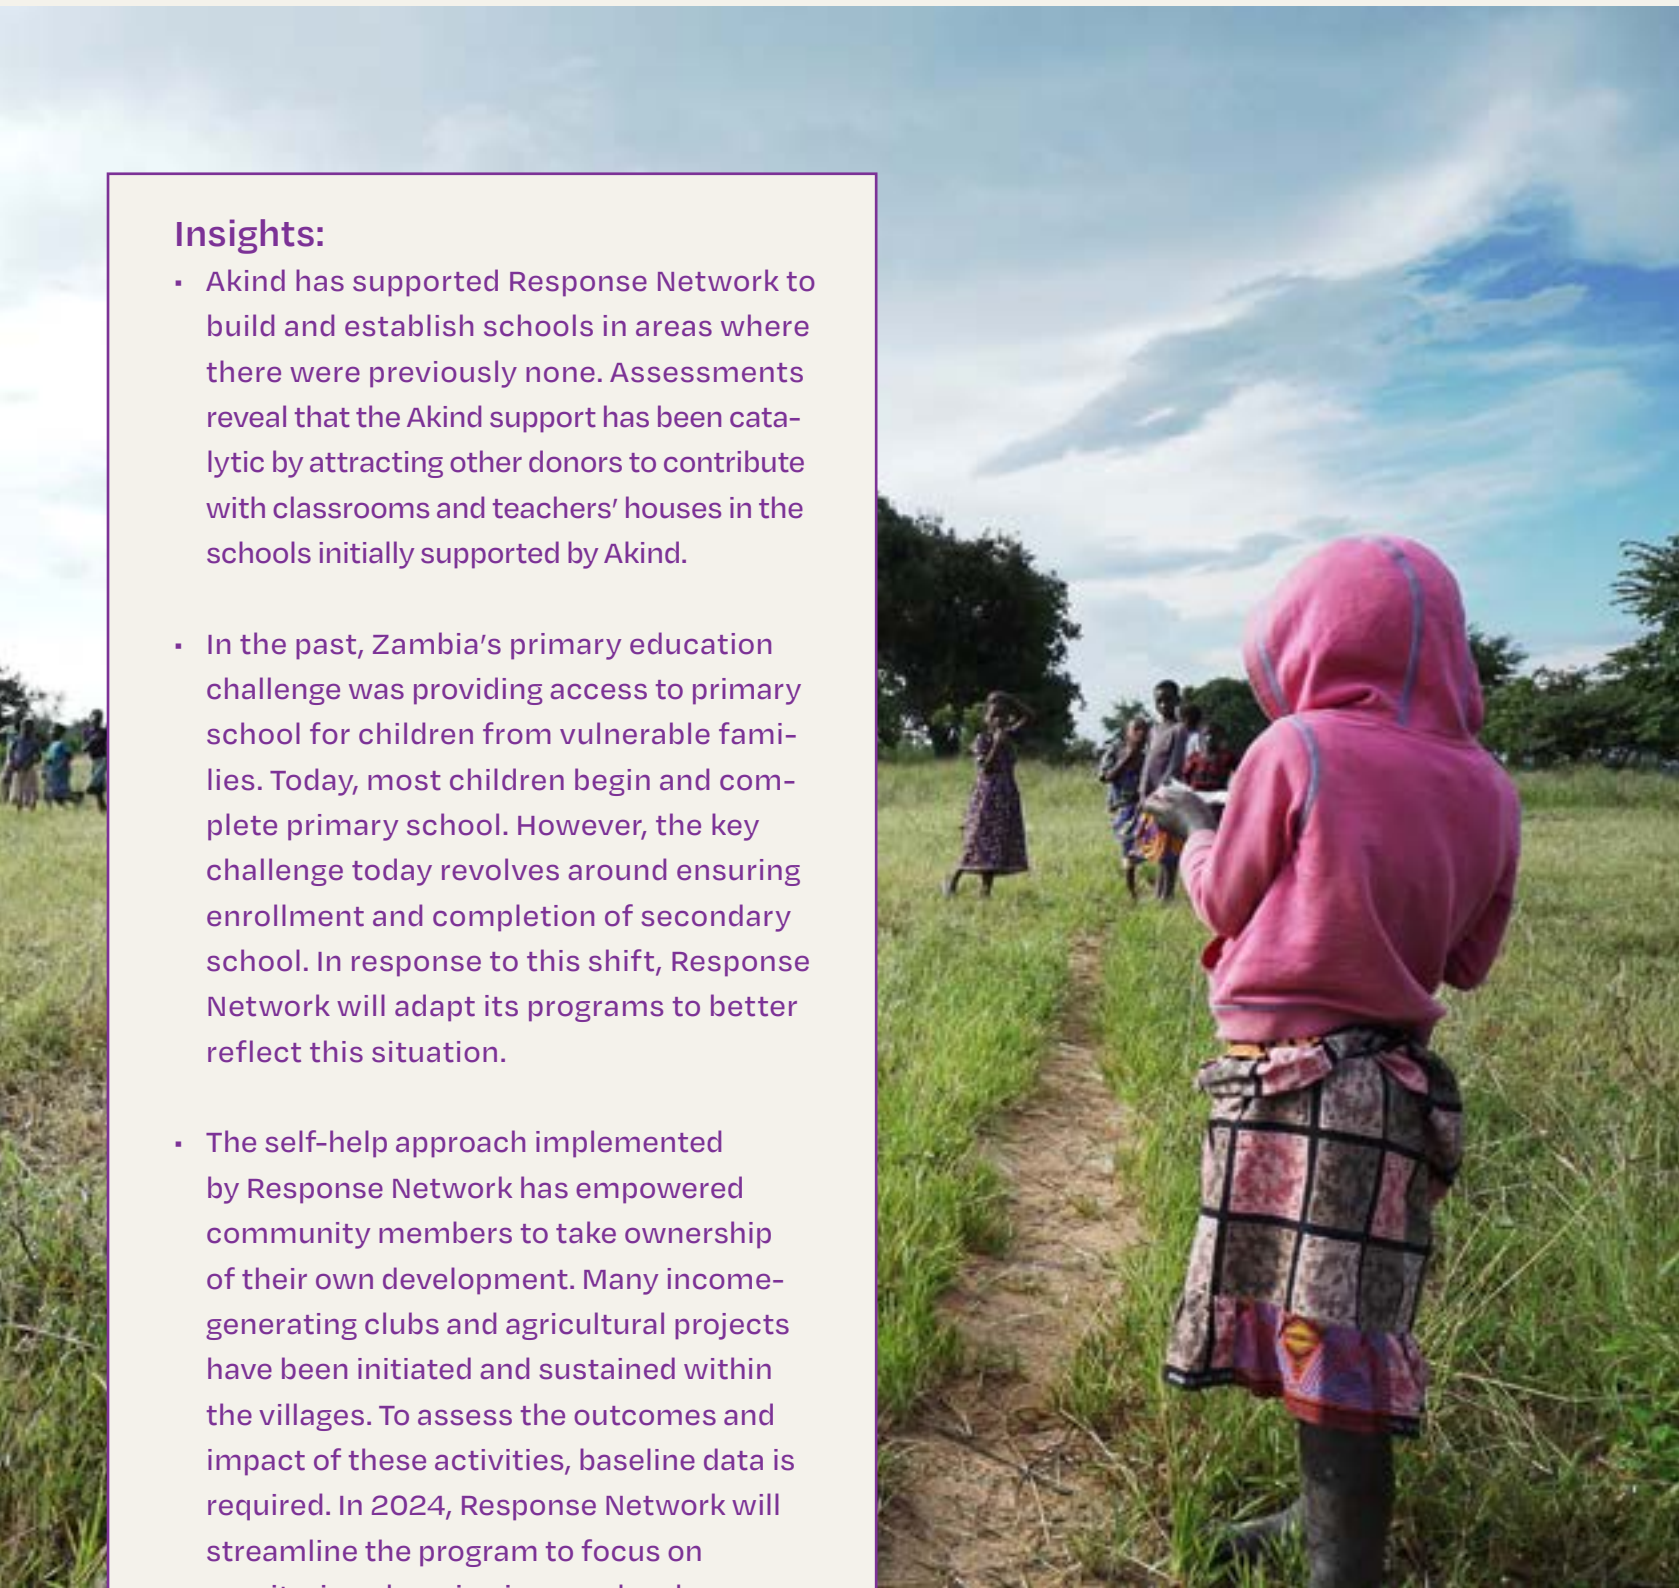 Insights:
▪ Akind has supported Response Network to
build and establish schools in areas where
there were previously none. Assessments
reveal that the Akind support has been cata-
lytic by attracting other donors to contribute
with classrooms and teachers’ houses in the
schools initially supported by Akind.
▪ In the past, Zambia’s primary education
challenge was providing access to primary
school for children from vulnerable fami-
lies. Today, most children begin and com-
plete primary school. However, the key
challenge today revolves around ensuring
enrollment and completion of secondary
school. In response to this shift, Response
Network will adapt its programs to better
reflect this situation.
▪ The self-help approach implemented
by Response Network has empowered
community members to take ownership
of their own development. Many income-
generating clubs and agricultural projects
have been initiated and sustained within
the villages. To assess the outcomes and
impact of these activities, baseline data is
required. In 2024, Response Network will
streamline the program to focus on